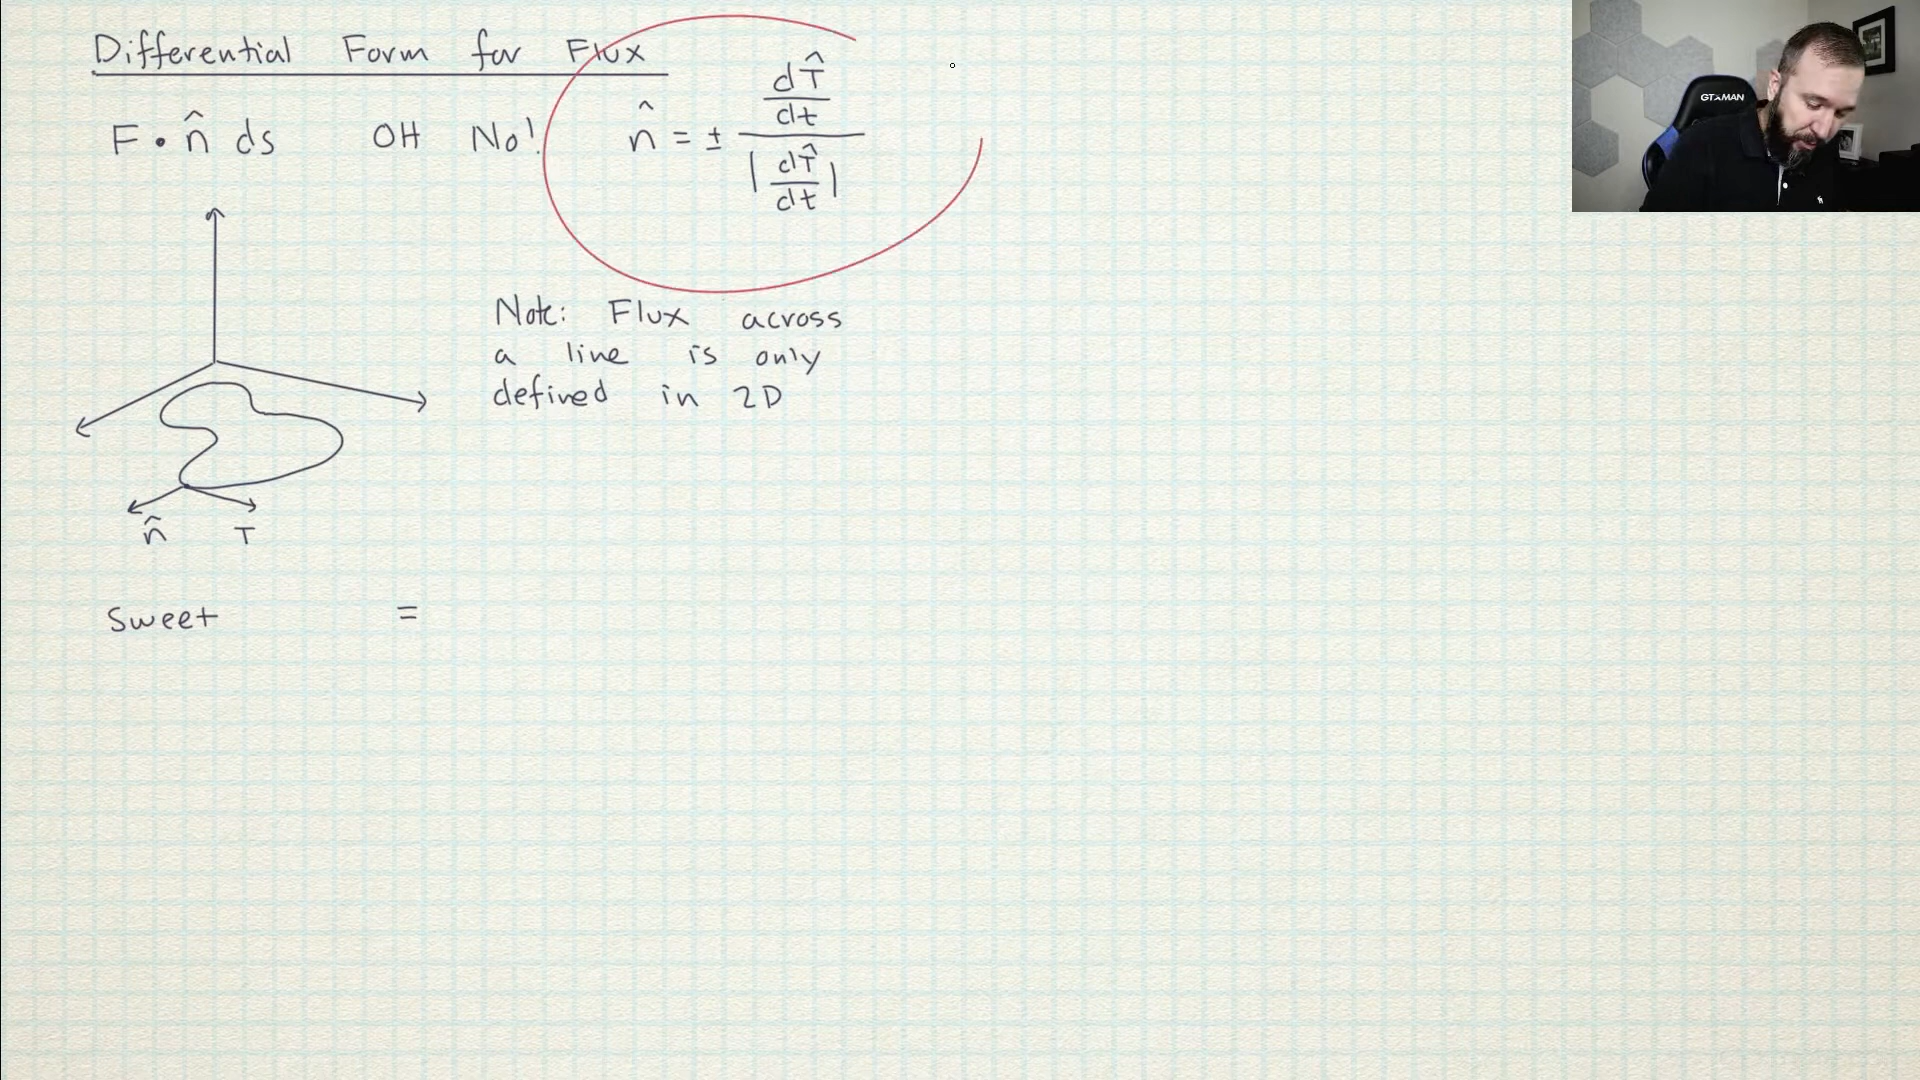 Differential Form for Flux
F • n̂ ds OH No! n̂ = ± (dT̂/dt) / |dT̂/dt|
Note: Flux across
a line is only
defined in 2D
n̂ T
Sweet =
GTXMAN